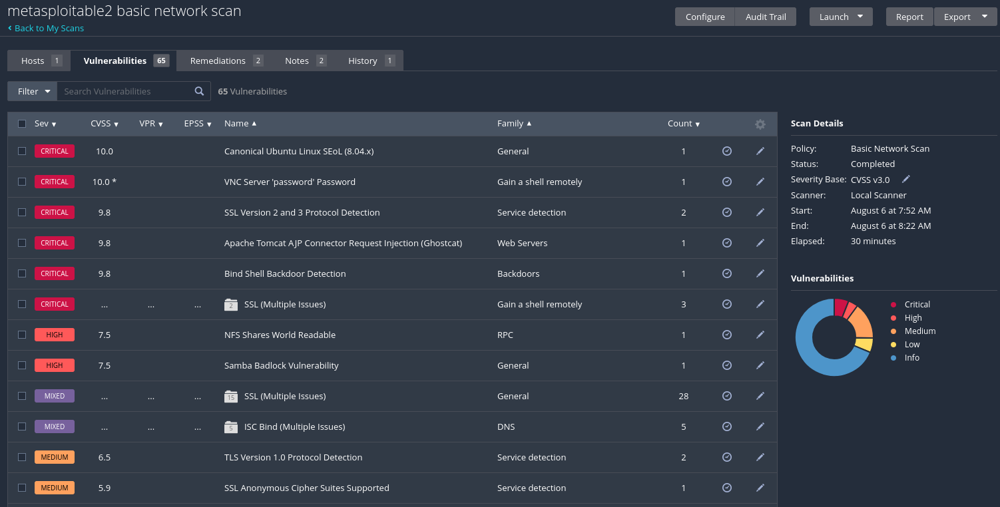 metasploitable2 basic network scan
Back to My Scans
Configure Audit Trail Launch Report Export
Hosts 1 Vulnerabilities 65 Remediations 2 Notes 2 History 1
Filter Search Vulnerabilities 65 Vulnerabilities
Sev CVSS VPR EPSS Name Family Count
CRITICAL 10.0 Canonical Ubuntu Linux SEoL (8.04.x) General 1
CRITICAL 10.0 * VNC Server 'password' Password Gain a shell remotely 1
CRITICAL 9.8 SSL Version 2 and 3 Protocol Detection Service detection 2
CRITICAL 9.8 Apache Tomcat AJP Connector Request Injection (Ghostcat) Web Servers 1
CRITICAL 9.8 Bind Shell Backdoor Detection Backdoors 1
CRITICAL ... ... ... 2 SSL (Multiple Issues) Gain a shell remotely 3
HIGH 7.5 NFS Shares World Readable RPC 1
HIGH 7.5 Samba Badlock Vulnerability General 1
MIXED ... ... ... 15 SSL (Multiple Issues) General 28
MIXED ... ... ... 5 ISC Bind (Multiple Issues) DNS 5
MEDIUM 6.5 TLS Version 1.0 Protocol Detection Service detection 2
MEDIUM 5.9 SSL Anonymous Cipher Suites Supported Service detection 1
Scan Details
Policy: Basic Network Scan
Status: Completed
Severity Base: CVSS v3.0
Scanner: Local Scanner
Start: August 6 at 7:52 AM
End: August 6 at 8:22 AM
Elapsed: 30 minutes
Vulnerabilities
Critical
High
Medium
Low
Info